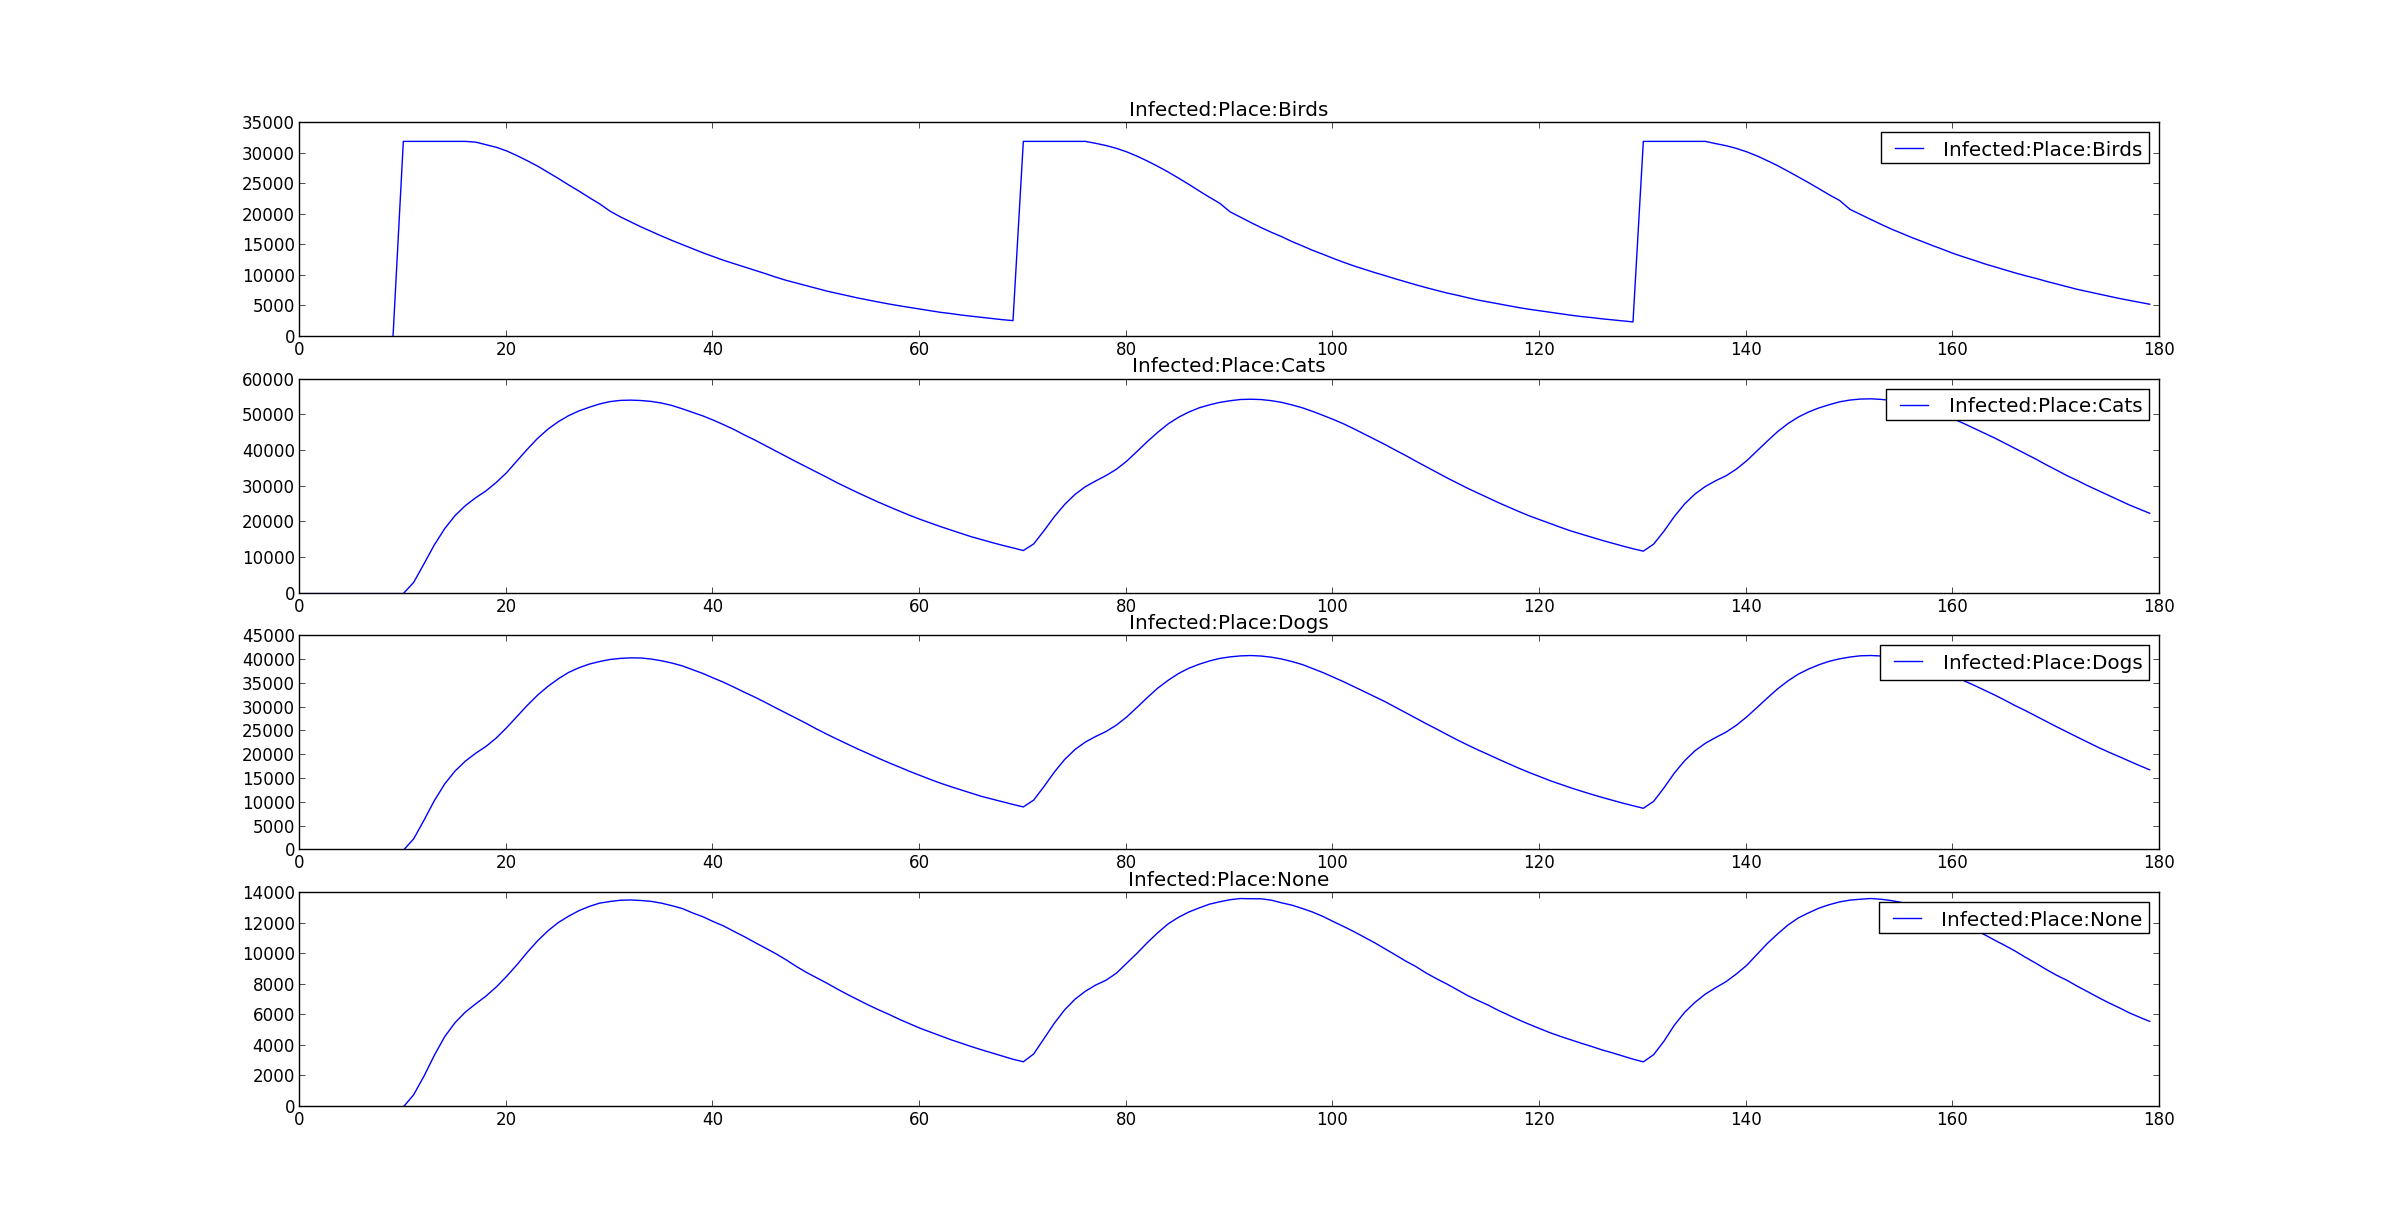 Infected:Place:Birds
35000
30000
25000
20000
15000
10000
5000
0
Infected:Place:Birds
0 20 40 60 80 100 120 140 160 180
Infected:Place:Cats
60000
50000
40000
30000
20000
10000
0
Infected:Place:Cats
0 20 40 60 80 100 120 140 160 180
Infected:Place:Dogs
45000
40000
35000
30000
25000
20000
15000
10000
5000
0
Infected:Place:Dogs
0 20 40 60 80 100 120 140 160 180
Infected:Place:None
14000
12000
10000
8000
6000
4000
2000
0
Infected:Place:None
0 20 40 60 80 100 120 140 160 180